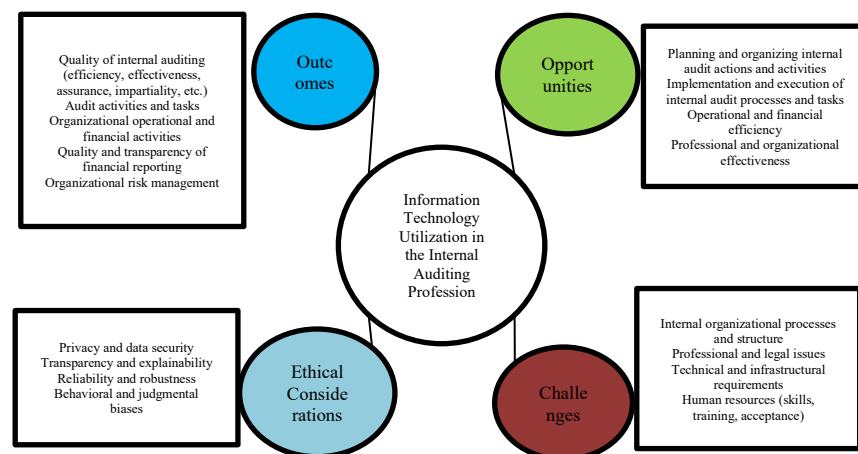 Quality of internal auditing
(efficiency, effectiveness,
assurance, impartiality, etc.)
Audit activities and tasks
Organizational operational and
financial activities
Quality and transparency of
financial reporting
Organizational risk management
Outc
omes
Opport
unities
Planning and organizing internal
audit actions and activities
Implementation and execution of
internal audit processes and tasks
Operational and financial
efficiency
Professional and organizational
effectiveness
Information
Technology
Utilization in
the Internal
Auditing
Profession
Privacy and data security
Transparency and explainability
Reliability and robustness
Behavioral and judgmental
biases
Ethical
Conside
rations
Challe
nges
Internal organizational processes
and structure
Professional and legal issues
Technical and infrastructural
requirements
Human resources (skills,
training, acceptance)